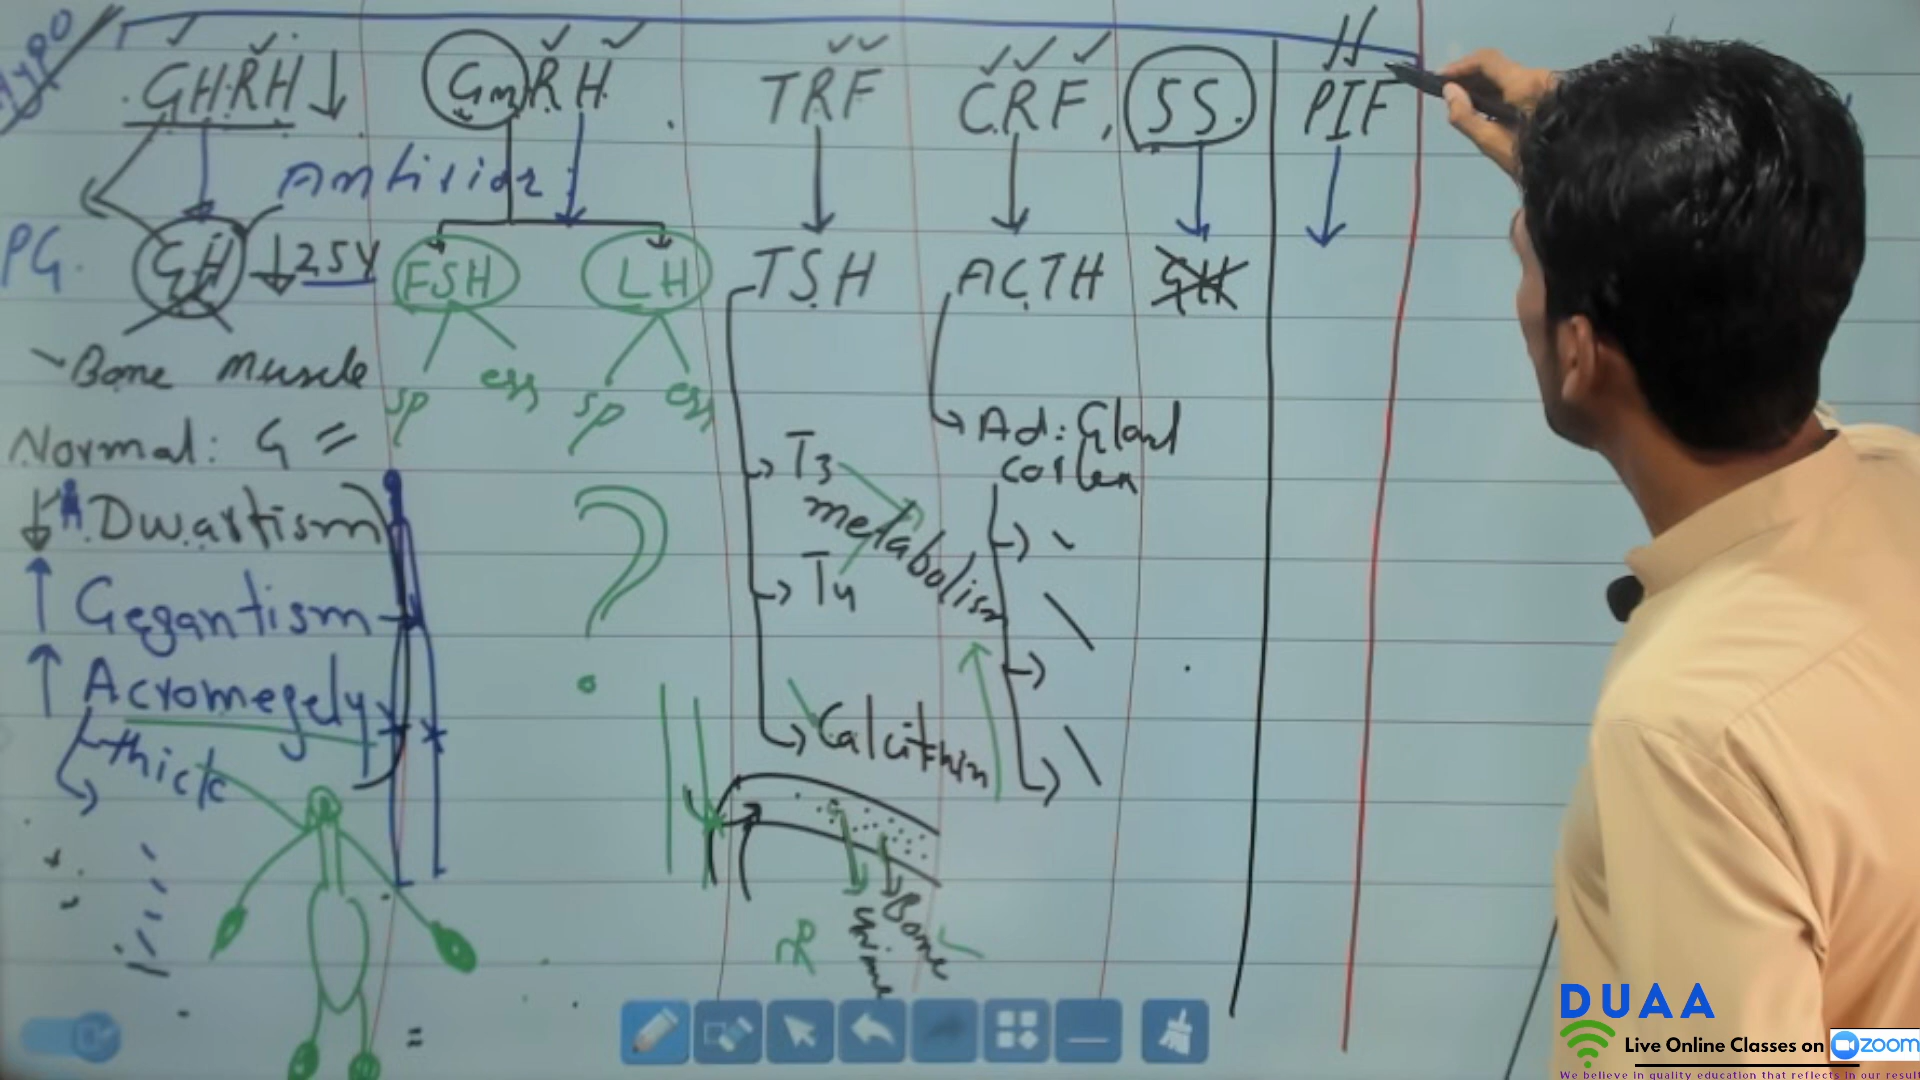 Hypo
GHRH ↓ GnRH TRF CRF, SS. PIF
Antirior
PG. GH ↓ 25Y FSH LH TSH ACTH GH
Bone muscle
sp egg sp egg
Normal: G = T3 Ad: Gland
cortex
metabolism
↓ Dwarfism
T4
↑ Gegantism
↑ Acromegely
?
thick
Calcitonin
Bone
=
DUAA
Live Online Classes on zoom
We believe in quality education that reflects in our result